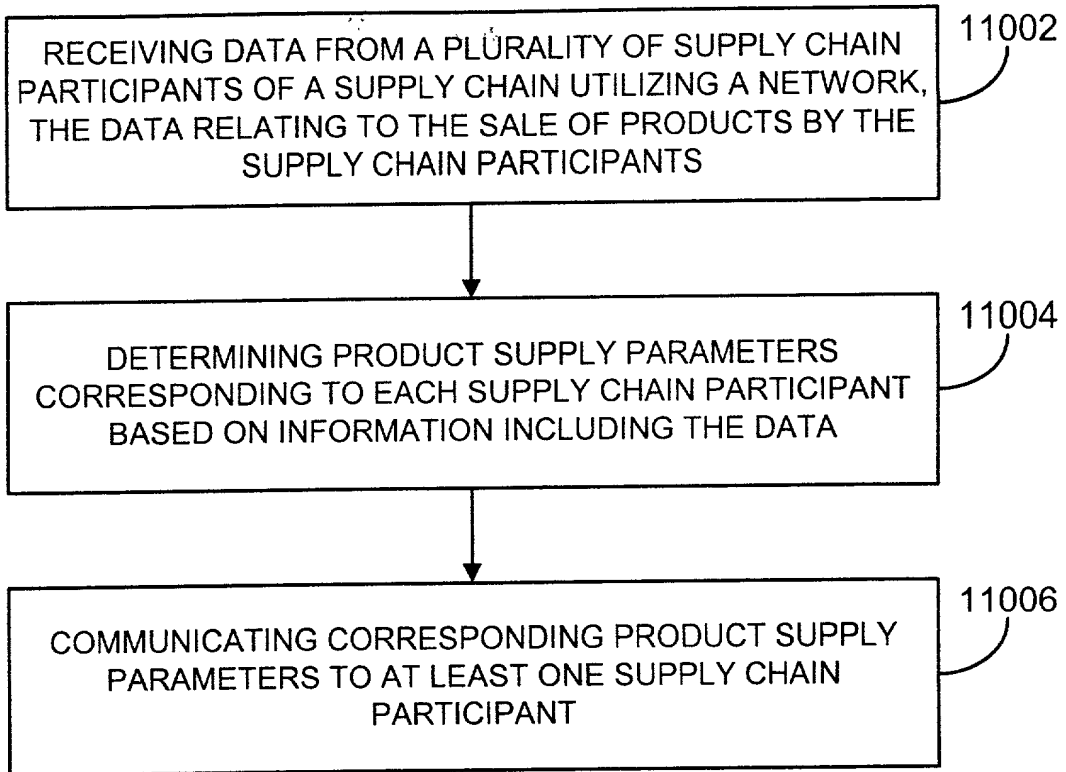 RECEIVING DATA FROM A PLURALITY OF SUPPLY CHAIN
PARTICIPANTS OF A SUPPLY CHAIN UTILIZING A NETWORK,
THE DATA RELATING TO THE SALE OF PRODUCTS BY THE
SUPPLY CHAIN PARTICIPANTS
11002
DETERMINING PRODUCT SUPPLY PARAMETERS
CORRESPONDING TO EACH SUPPLY CHAIN PARTICIPANT
BASED ON INFORMATION INCLUDING THE DATA
11004
COMMUNICATING CORRESPONDING PRODUCT SUPPLY
PARAMETERS TO AT LEAST ONE SUPPLY CHAIN
PARTICIPANT
11006